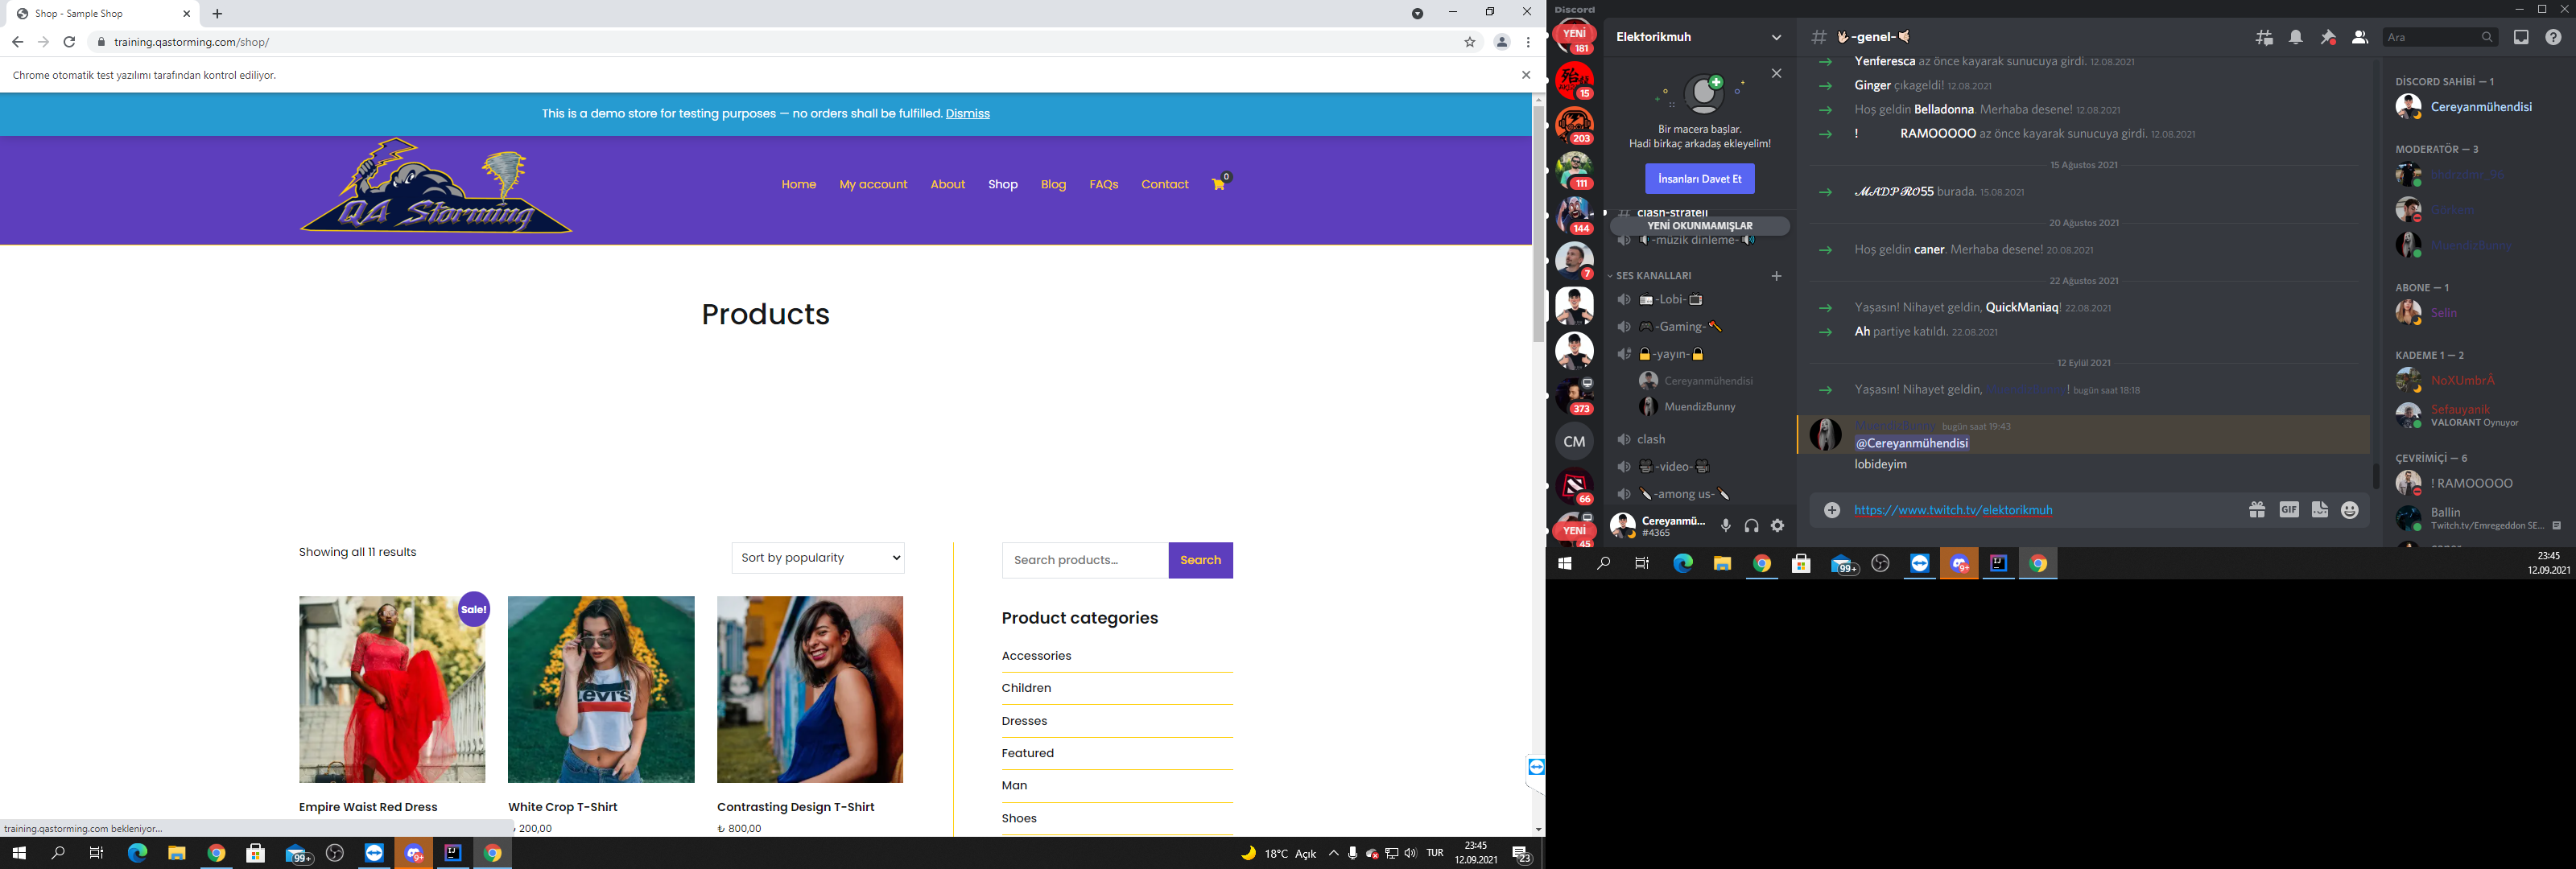 Shop - Sample Shop
training.qastorming.com/shop/
Chrome otomatik test yazılımı tarafından kontrol ediliyor.
This is a demo store for testing purposes — no orders shall be fulfilled. Dismiss
QA Storming
Home My account About Shop Blog FAQs Contact 0
Products
Showing all 11 results
Sort by popularity
Search products...
Search
Sale!
LEVI'S
Empire Waist Red Dress
White Crop T-Shirt
₺ 200,00
Contrasting Design T-Shirt
₺ 800,00
Product categories
Accessories
Children
Dresses
Featured
Man
Shoes
training.qastorming.com bekleniyor...
99+
9+
18°C Açık
TUR
23:45
12.09.2021
23
Discord
YENİ
181
15
203
111
144
7
373
CM
66
YENİ
45
Elektorikmuh
Bir macera başlar.
Hadi birkaç arkadaş ekleyelim!
İnsanları Davet Et
clash-strateji
YENİ OKUNMAMIŞLAR
-müzik dinleme-
SES KANALLARI
-Lobi-
-Gaming-
-yayın-
Cereyanmühendisi
MuendizBunny
clash
-video-
-among us-
Cereyanmü...
#4365
-genel-
Ara
Yenferesca az önce kayarak sunucuya girdi. 12.08.2021
Ginger çıkageldi! 12.08.2021
Hoş geldin Belladonna. Merhaba desene! 12.08.2021
! RAMOOOOO az önce kayarak sunucuya girdi. 12.08.2021
15 Ağustos 2021
ℳ𝒜𝒟𝒫ℛ𝒪55 burada. 15.08.2021
20 Ağustos 2021
Hoş geldin caner. Merhaba desene! 20.08.2021
22 Ağustos 2021
Yaşasın! Nihayet geldin, QuickManiaq! 22.08.2021
Ah partiye katıldı. 22.08.2021
12 Eylül 2021
Yaşasın! Nihayet geldin, ! bugün saat 18:18
MuendizBunny bugün saat 19:43
@Cereyanmühendisi
lobideyim
https://www.twitch.tv/elektorikmuh
GIF
DİSCORD SAHİBİ — 1
Cereyanmühendisi
MODERATÖR — 3
Görkem
MuendizBunny
ABONE — 1
Selin
KADEME 1 — 2
NoXUmbrÂ
Sefauyanik
VALORANT Oynuyor
ÇEVRİMİÇİ — 6
! RAMOOOOO
Ballin
Twitch.tv/Emregeddon SE...
99+
9+
23:45
12.09.2021